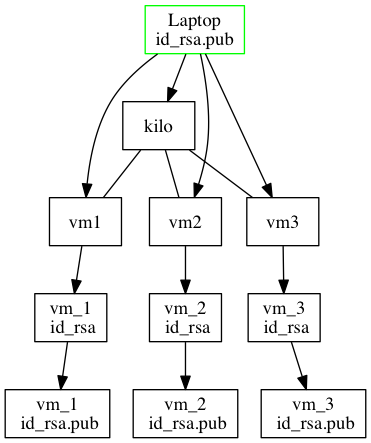 Laptop
id_rsa.pub
kilo
vm1
vm2
vm3
vm_1
id_rsa
vm_2
id_rsa
vm_3
id_rsa
vm_1
id_rsa.pub
vm_2
id_rsa.pub
vm_3
id_rsa.pub